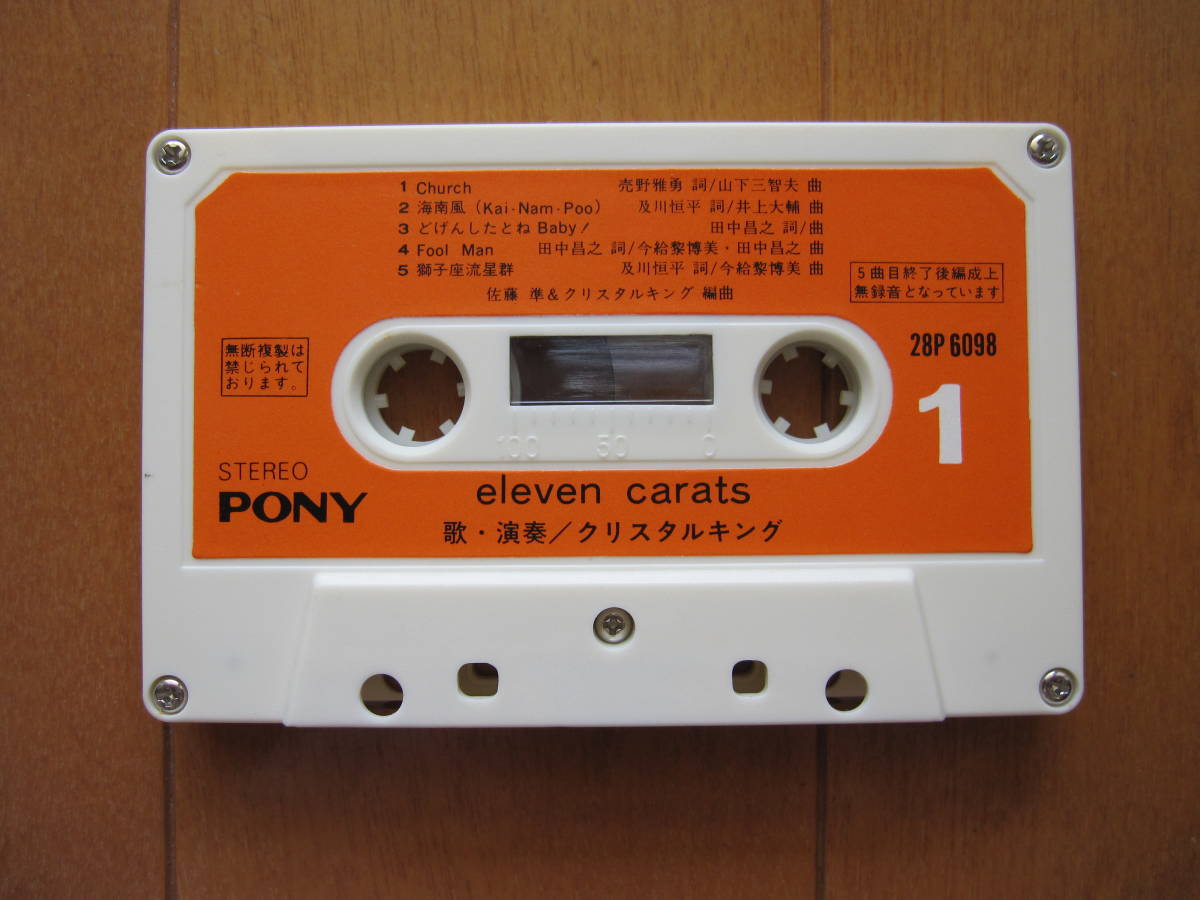 1 Church 売野雅勇 詞/山下三智夫 曲
2 海南風 (Kai·Nam·Poo) 及川恒平 詞/井上大輔 曲
3 どげんしたとね Baby! 田中昌之 詞/曲
4 Fool Man 田中昌之 詞/今給黎博美・田中昌之 曲
5 獅子座流星群 及川恒平 詞/今給黎博美 曲
佐藤 準&クリスタルキング 編曲
5曲目終了後編成上
無録音となっています
無断複製は
禁じられて
おります。
28P 6098
1
STEREO
PONY
eleven carats
歌・演奏/クリスタルキング
100 50 0